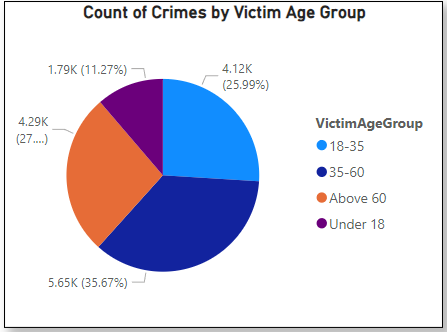 Count of Crimes by Victim Age Group
1.79K (11.27%)
4.12K
(25.99%)
4.29K
(27....)
5.65K (35.67%)
VictimAgeGroup
18-35
35-60
Above 60
Under 18